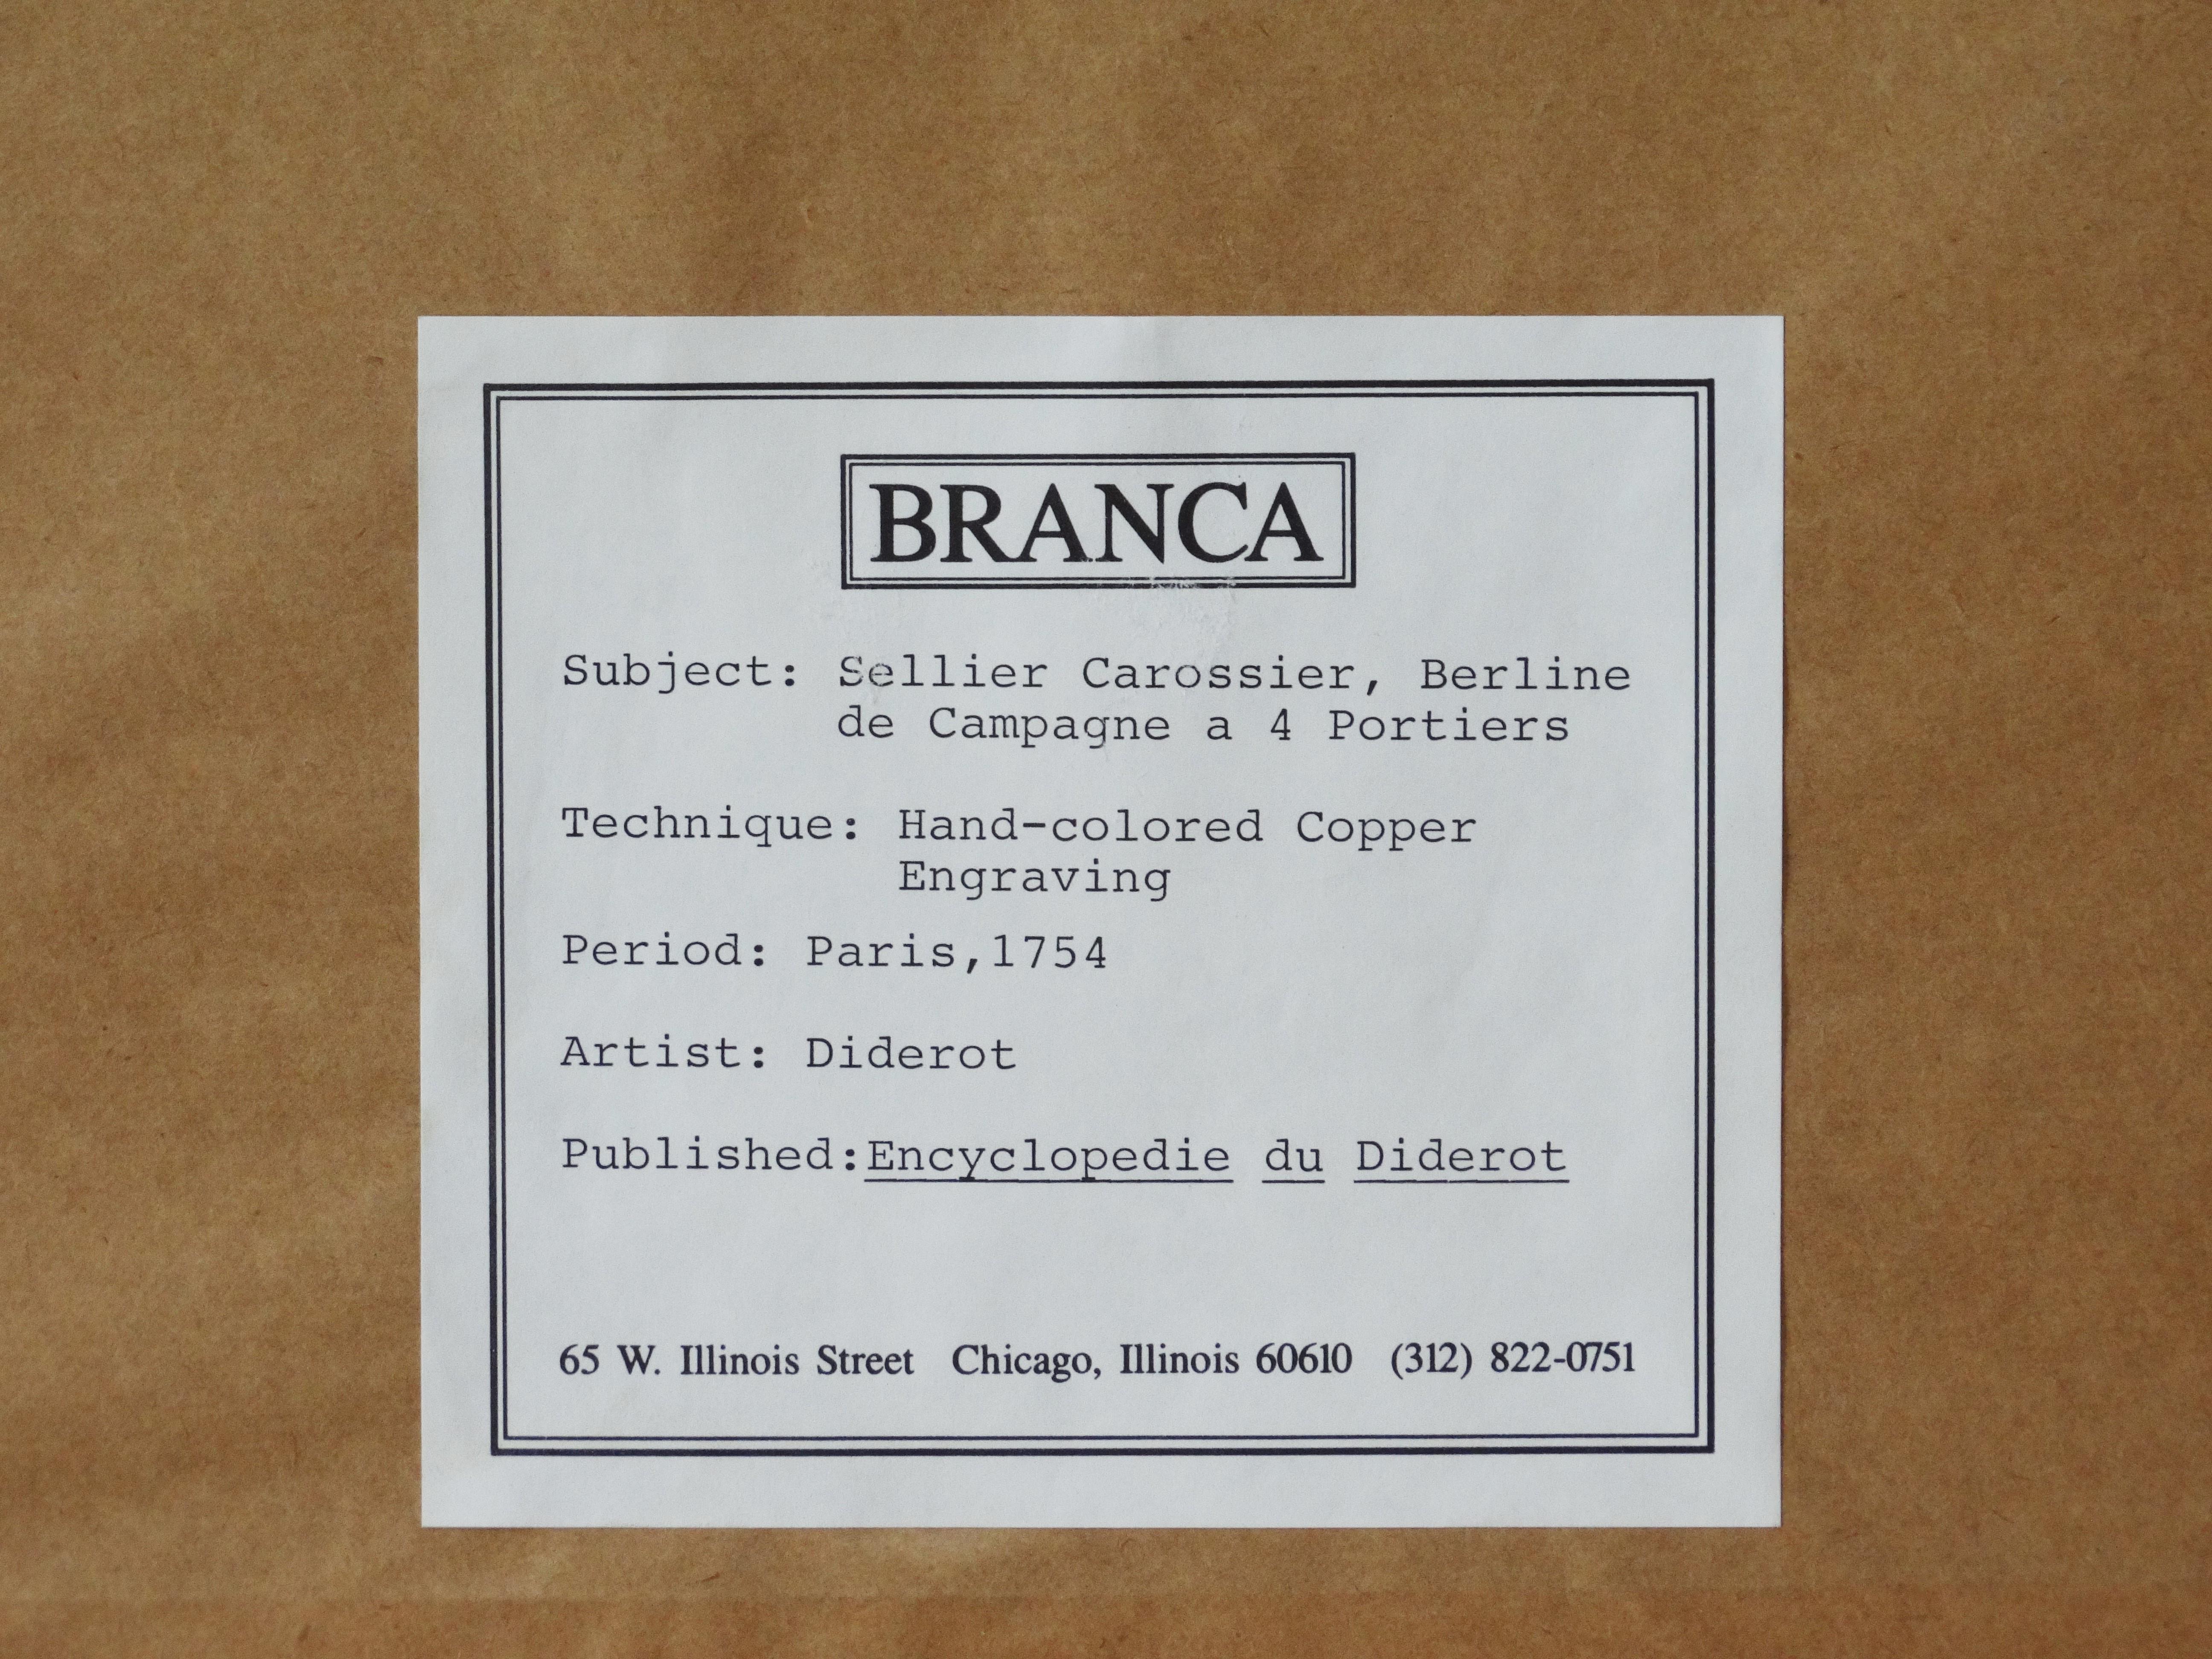 BRANCA
Subject: Sellier Carossier, Berline
de Campagne a 4 Portiers
Technique: Hand-colored Copper
Engraving
Period: Paris,1754
Artist: Diderot
Published:Encyclopedie du Diderot
65 W. Illinois Street Chicago, Illinois 60610 (312) 822-0751